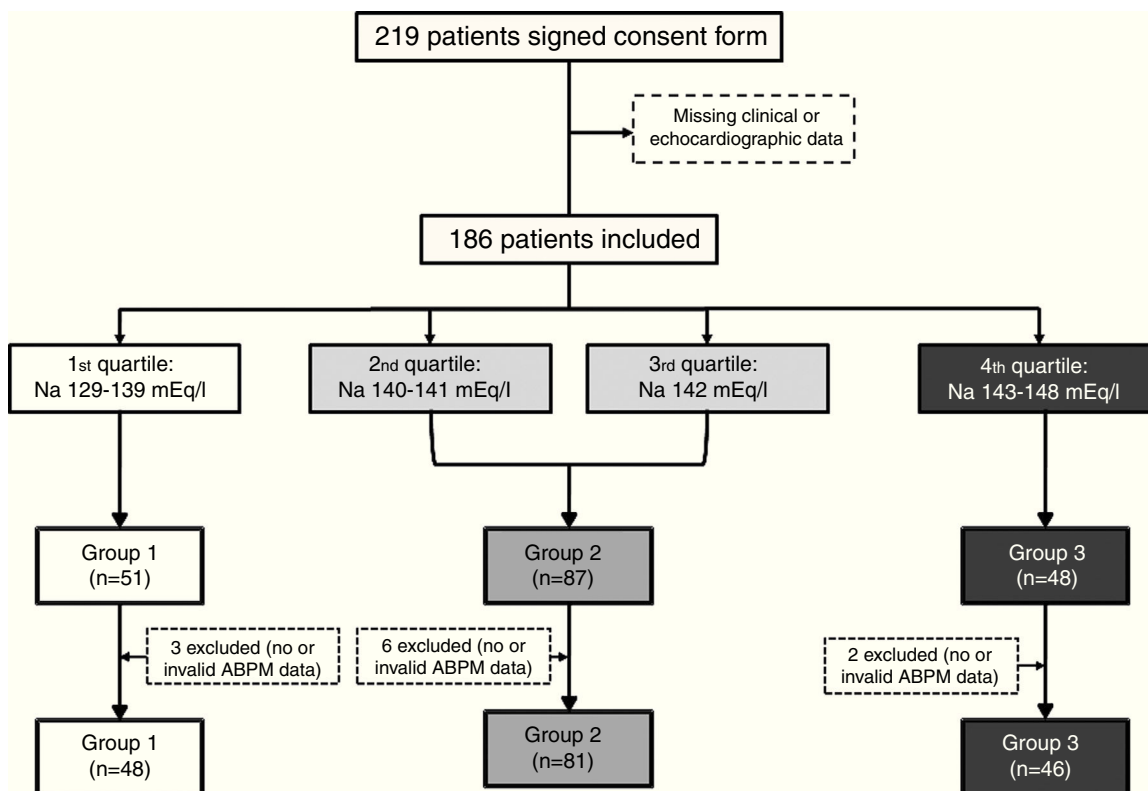 219 patients signed consent form
Missing clinical or
echocardiographic data
186 patients included
1st quartile:
Na 129-139 mEq/l
2nd quartile:
Na 140-141 mEq/l
3rd quartile:
Na 142 mEq/l
4th quartile:
Na 143-148 mEq/l
Group 1
(n=51)
Group 2
(n=87)
Group 3
(n=48)
3 excluded (no or
invalid ABPM data)
6 excluded (no or
invalid ABPM data)
2 excluded (no or
invalid ABPM data)
Group 1
(n=48)
Group 2
(n=81)
Group 3
(n=46)